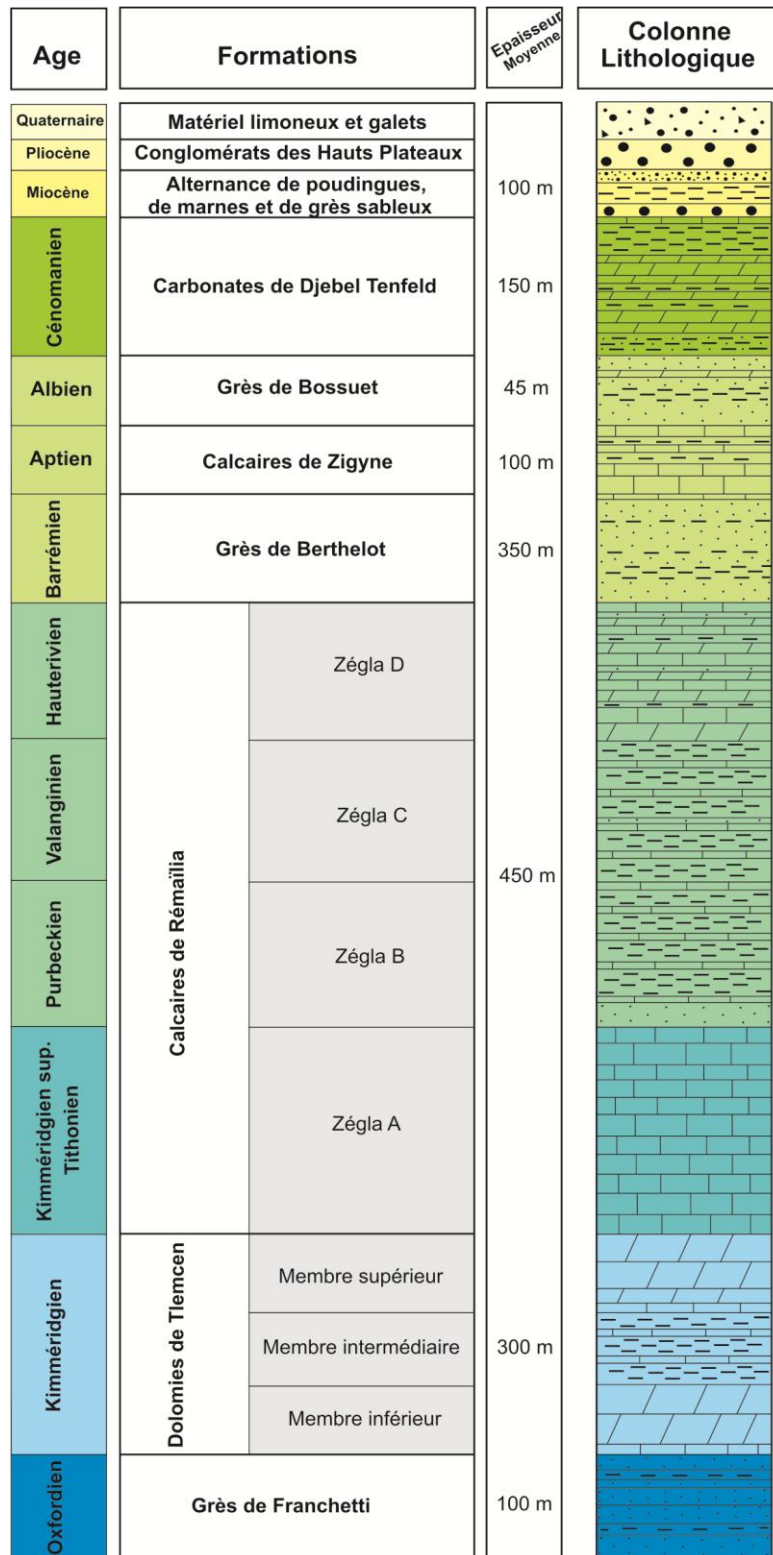 Age
Formations
Epaisseur
Moyenne
Colonne
Lithologique
Quaternaire
Matériel limoneux et galets
Pliocène
Conglomérats des Hauts Plateaux
Miocène
Alternance de poudingues,
de marnes et de grès sableux
100 m
Cénomanien
Carbonates de Djebel Tenfeld
150 m
Albien
Grès de Bossuet
45 m
Aptien
Calcaires de Zigyne
100 m
Barrémien
Grès de Berthelot
350 m
Hauterivien
Valanginien
Purbeckien
Kimméridgien sup.
Tithonien
Calcaires de Rémaïlia
Zégla D
Zégla C
Zégla B
Zégla A
450 m
Kimméridgien
Dolomies de Tlemcen
Membre supérieur
Membre intermédiaire
Membre inférieur
300 m
Oxfordien
Grès de Franchetti
100 m